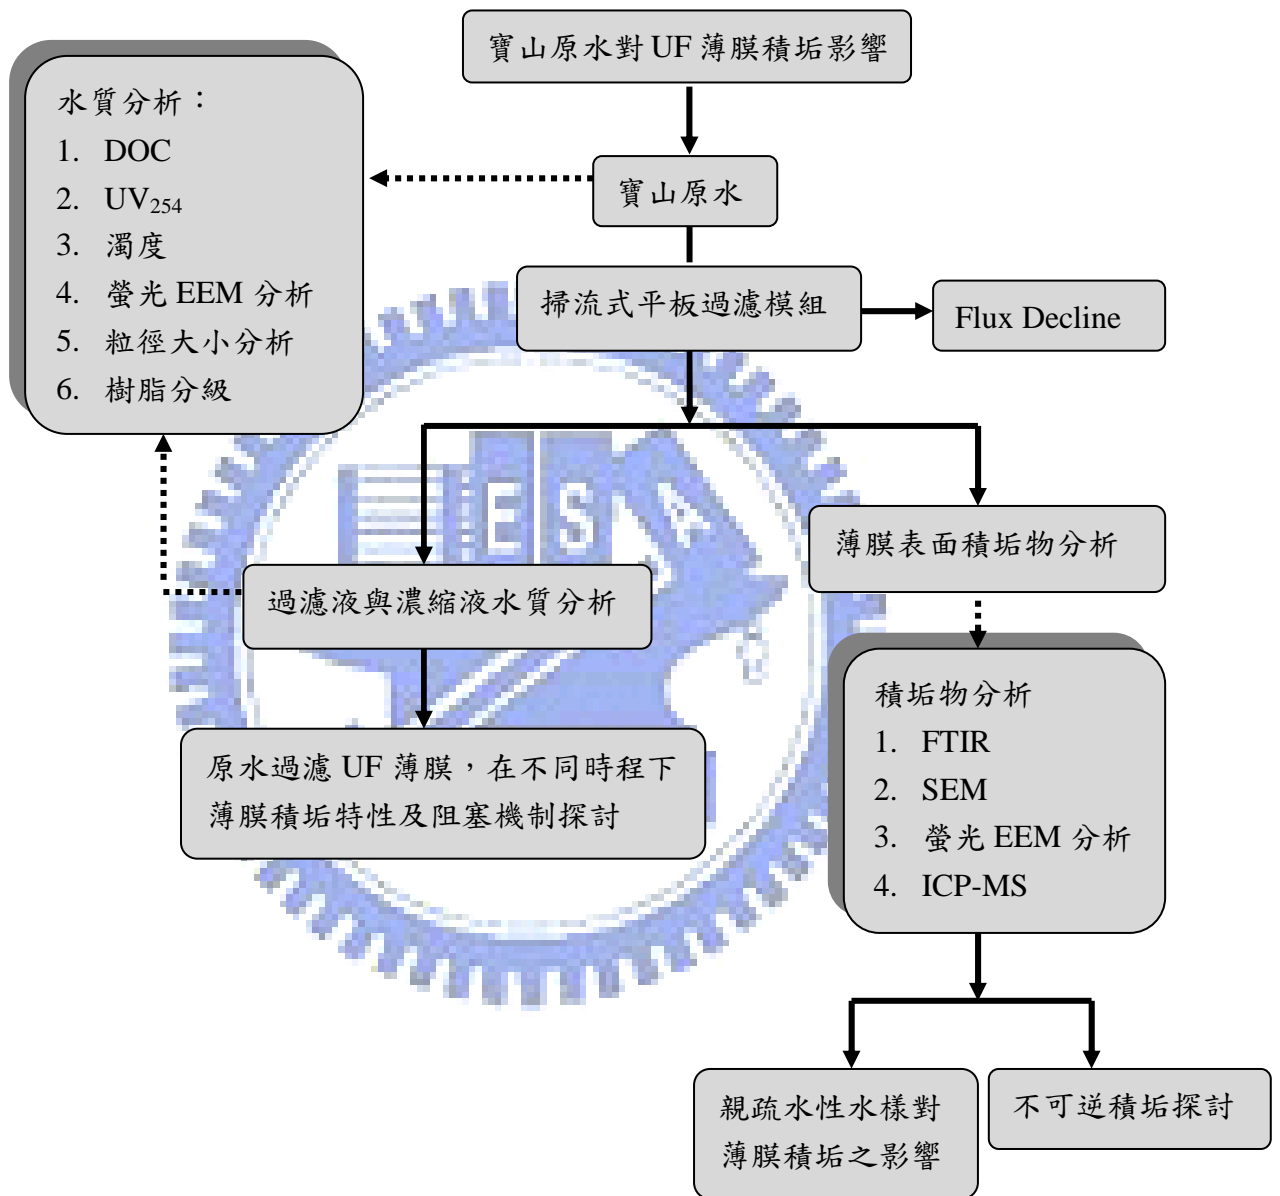 寶山原水對 UF 薄膜積垢影響
水質分析：
1. DOC
2. UV254
3. 濁度
4. 螢光 EEM 分析
5. 粒徑大小分析
6. 樹脂分級
寶山原水
掃流式平板過濾模組
Flux Decline
E S A
過濾液與濃縮液水質分析
薄膜表面積垢物分析
原水過濾 UF 薄膜，在不同時程下
薄膜積垢特性及阻塞機制探討
積垢物分析
1. FTIR
2. SEM
3. 螢光 EEM 分析
4. ICP-MS
親疏水性水樣對
薄膜積垢之影響
不可逆積垢探討